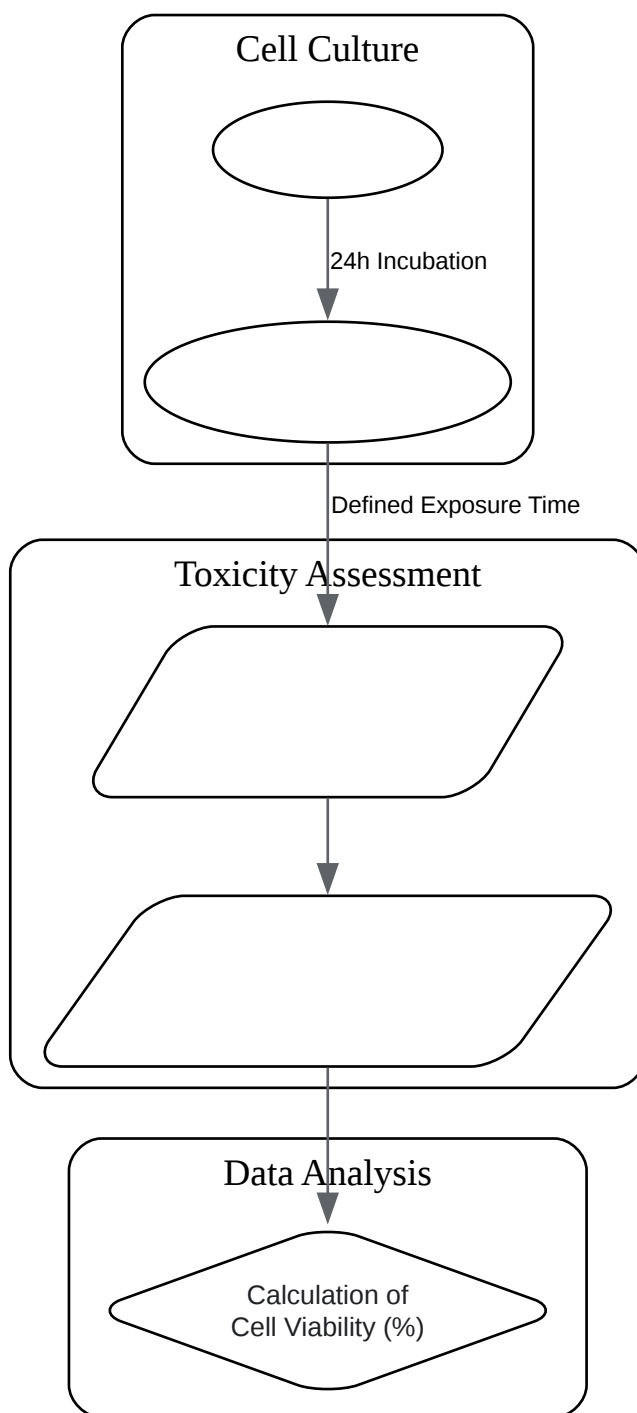 Cell Culture
24h Incubation
Defined Exposure Time
Toxicity Assessment
Data Analysis
Calculation of
Cell Viability (%)